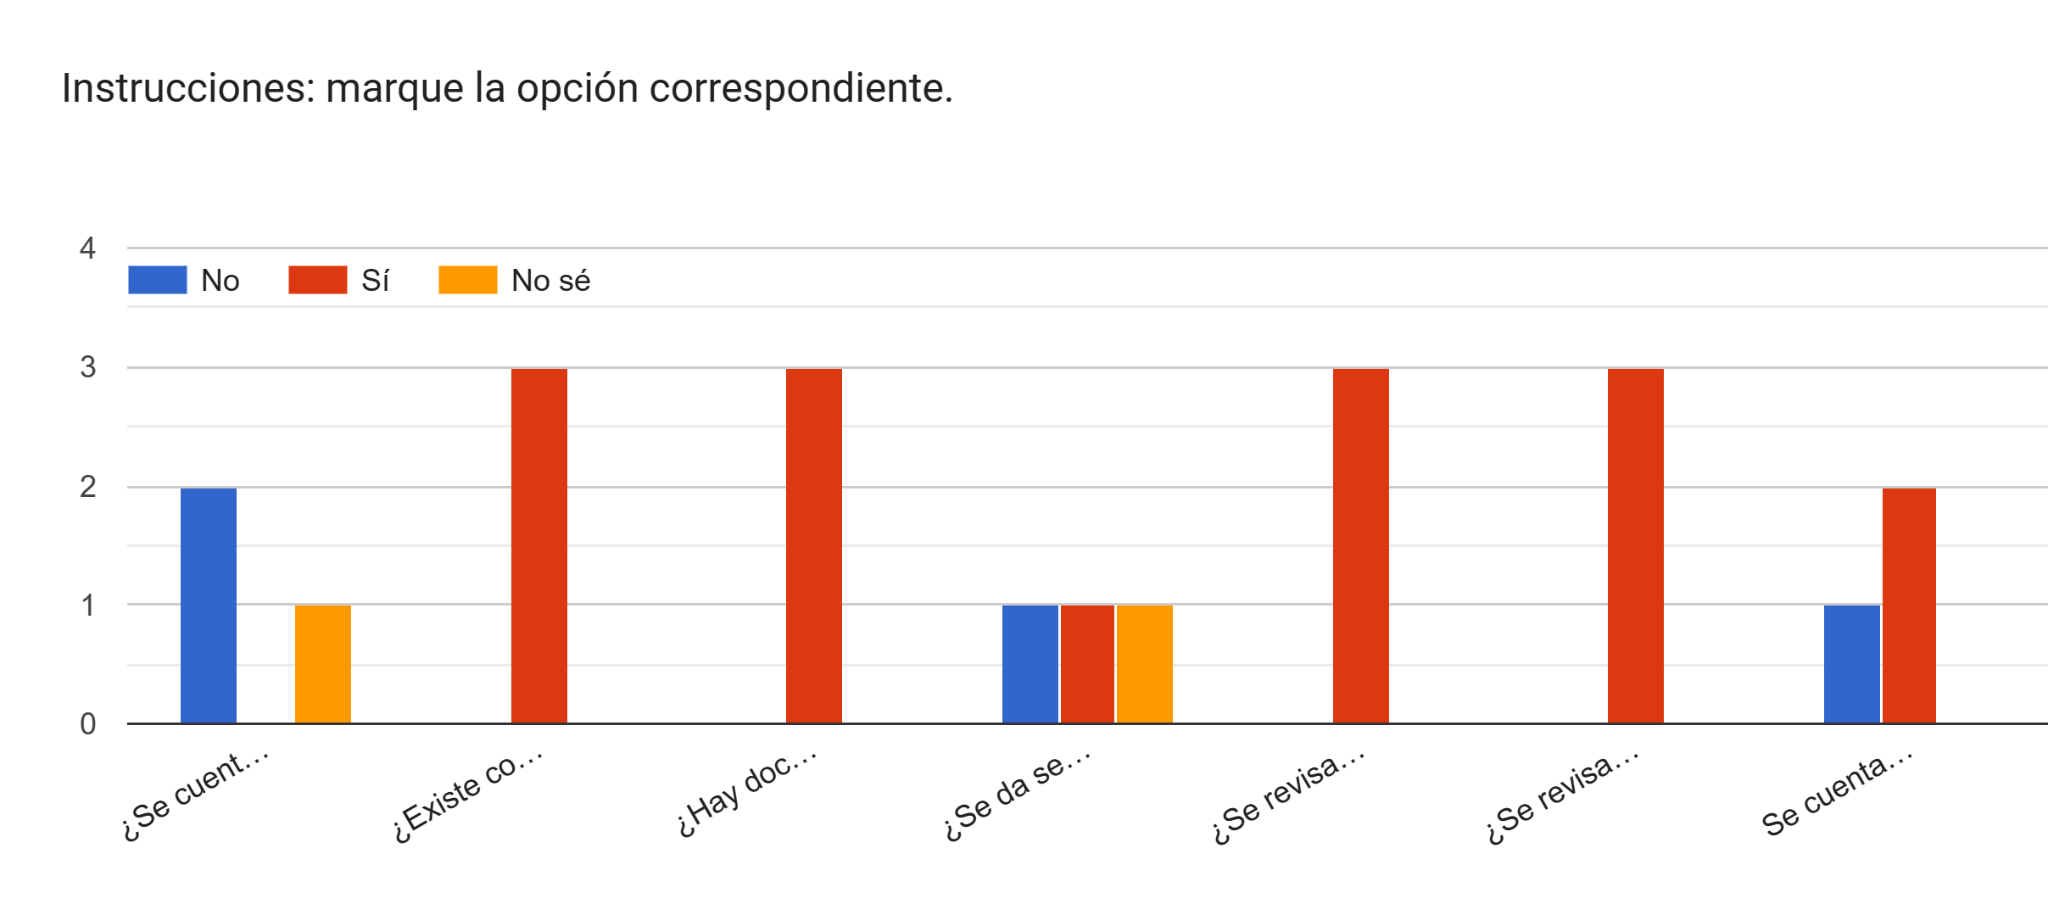 Instrucciones: marque la opción correspondiente.
4
No Sí No sé
3
2
1
0
¿Se cuent…
¿Existe co…
¿Hay doc…
¿Se da se…
¿Se revisa…
¿Se revisa…
Se cuenta…